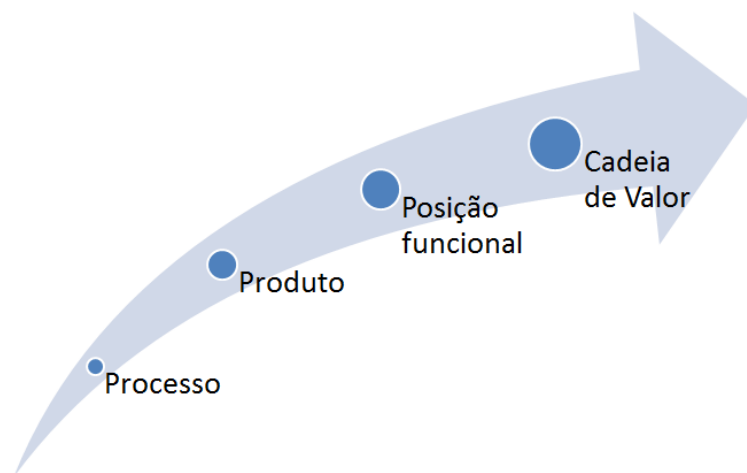 Processo
Produto
Posição
funcional
Cadeia
de Valor